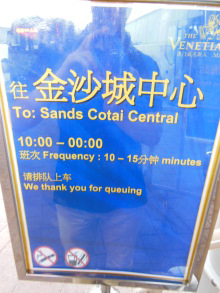 THE
VENETIAN
往 金沙城中心
To: Sands Cotai Central
10:00 – 00:00
班次 Frequency : 10 – 15分钟 minutes
请排队上车
We thank you for queuing